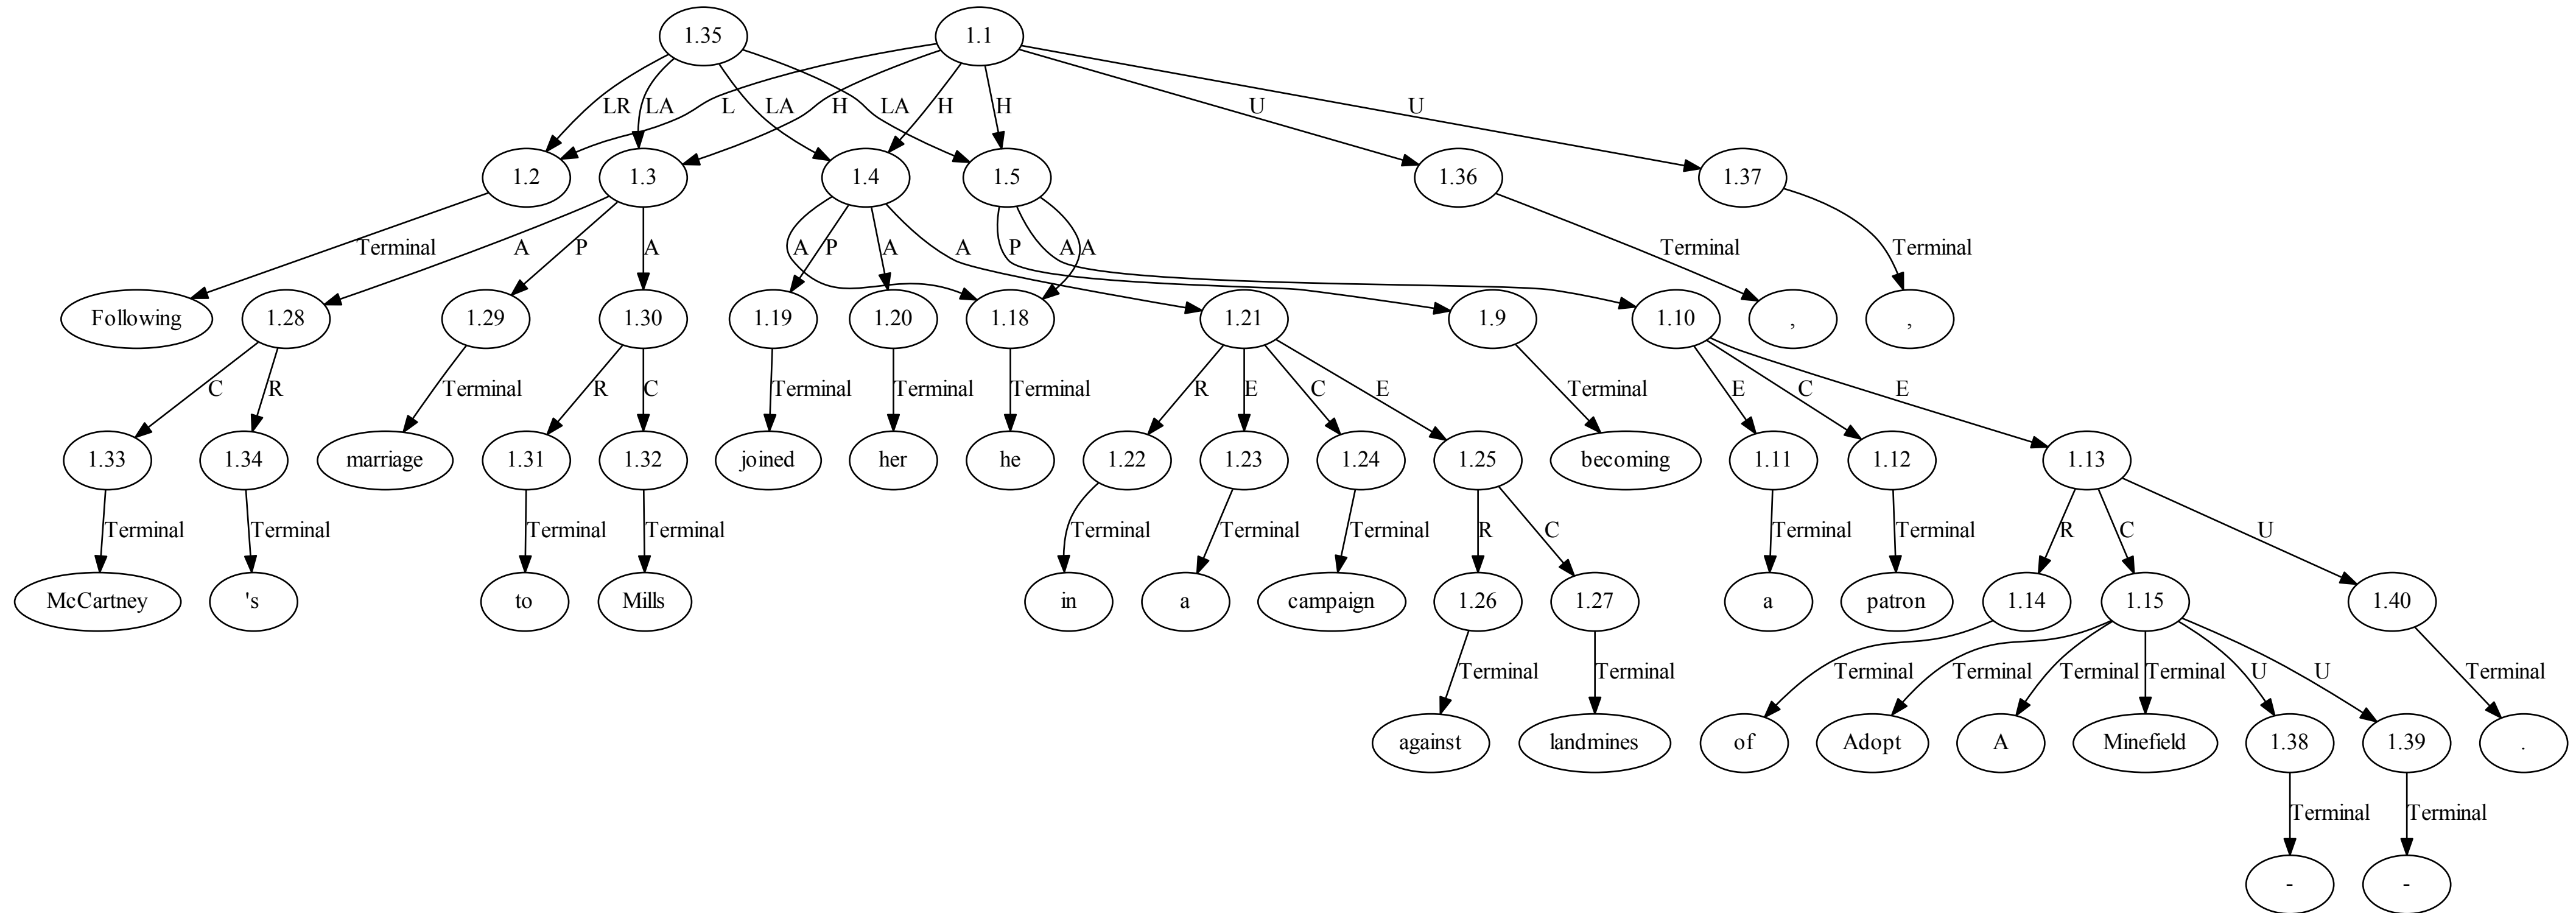 1.35 1.1
LR LA L LA H LA H H U U
1.2 1.3 1.4 1.5 1.36 1.37
Terminal A P A A P A A P A A Terminal Terminal
Following 1.28 1.29 1.30 1.19 1.20 1.18 1.21 1.9 1.10 , ,
C R Terminal R C Terminal Terminal Terminal R E C E Terminal E C E
1.33 1.34 marriage 1.31 1.32 joined her he 1.22 1.23 1.24 1.25 becoming 1.11 1.12 1.13
Terminal Terminal Terminal Terminal Terminal Terminal Terminal R C Terminal Terminal R C U
McCartney 's to Mills in a campaign 1.26 1.27 a patron 1.14 1.15 1.40
Terminal Terminal Terminal Terminal Terminal Terminal U U Terminal
against landmines of Adopt A Minefield 1.38 1.39 .
Terminal Terminal
- -